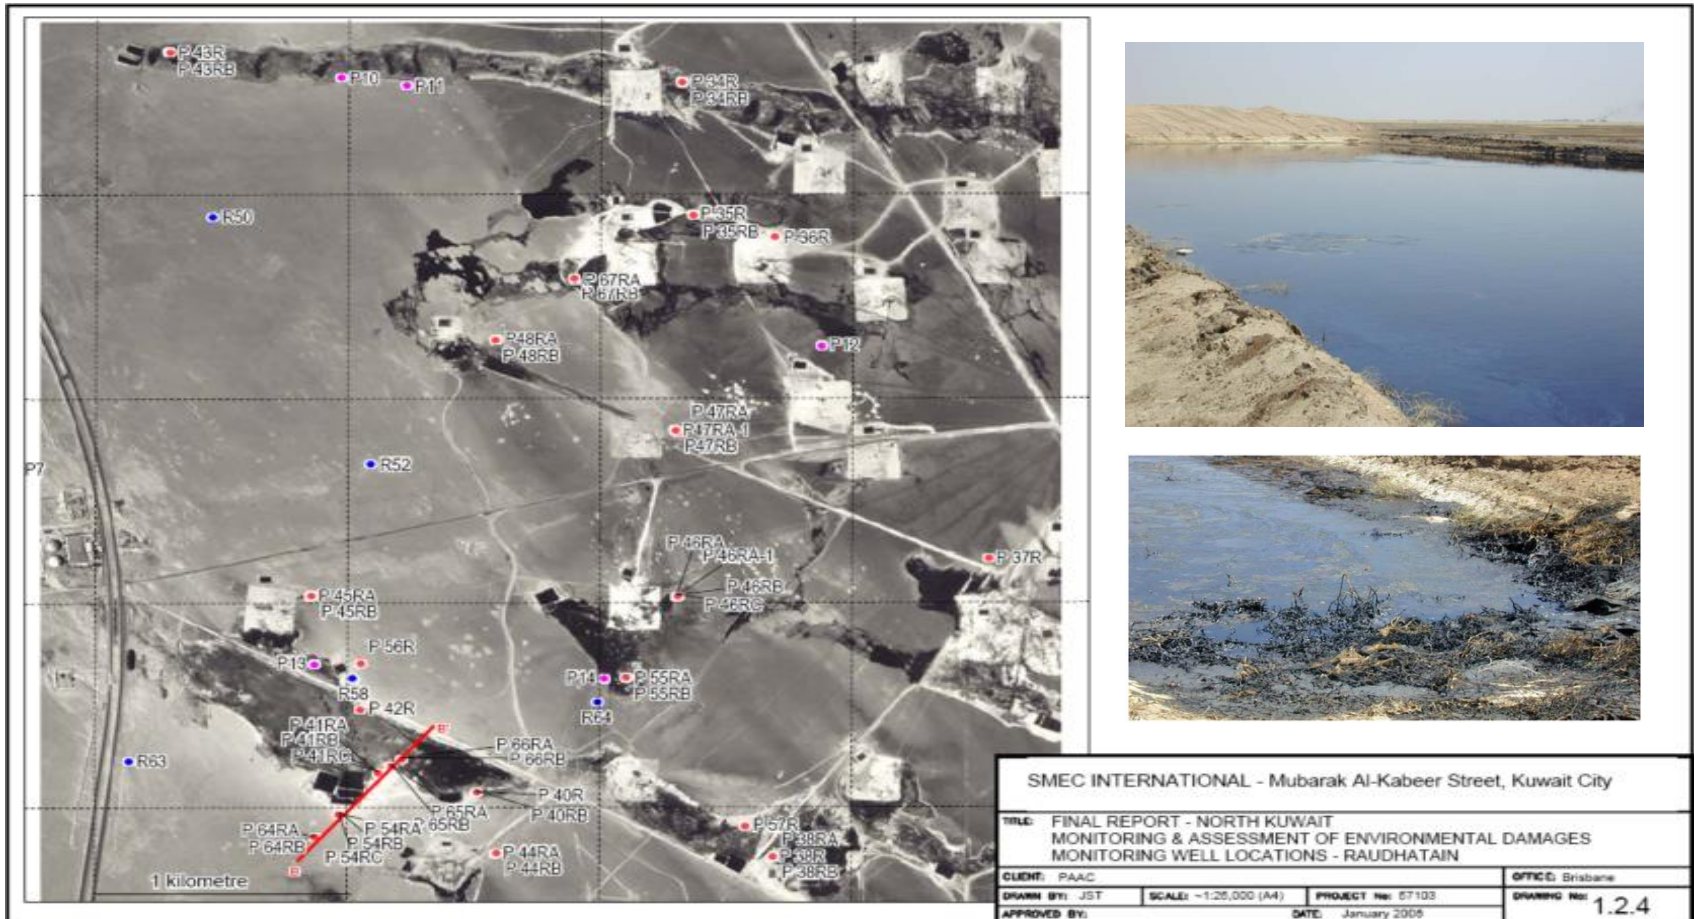 P 43R
P 43RB
P10
P11
P 34R
P 34RB
R50
P 35R
P 35RB
P 36R
P 67RA
P 67RB
P 48RA
P 48RB
P12
P 47RA
P 47RA-1
P 47RB
P7
R52
P 46RA
P 46RA-1
P 46RB
P 46RC
P 37R
P 45RA
P 45RB
P13
P 56R
R58
P14
P 55RA
P 55RB
R64
P 42R
P 41RA
P 41RB
P 41RC
B'
P 66RA
P 66RB
R63
P 40R
P 40RB
P 65RA
P 65RB
P 64RA
P 64RB
P 54RA
P 54RB
P 54RC
B
P 57R
P 38RA
P 38R
P 38RB
P 44RA
P 44RB
1 kilometre
SMEC INTERNATIONAL - Mubarak Al-Kabeer Street, Kuwait City
TITLE: FINAL REPORT - NORTH KUWAIT
MONITORING & ASSESSMENT OF ENVIRONMENTAL DAMAGES
MONITORING WELL LOCATIONS - RAUDHATAIN
CLIENT: PAAC
OFFICE: Brisbane
DRAWN BY: JST
SCALE: ~1:25,000 (A4)
PROJECT No: 57103
DRAWING No: 1.2.4
APPROVED BY:
DATE: January